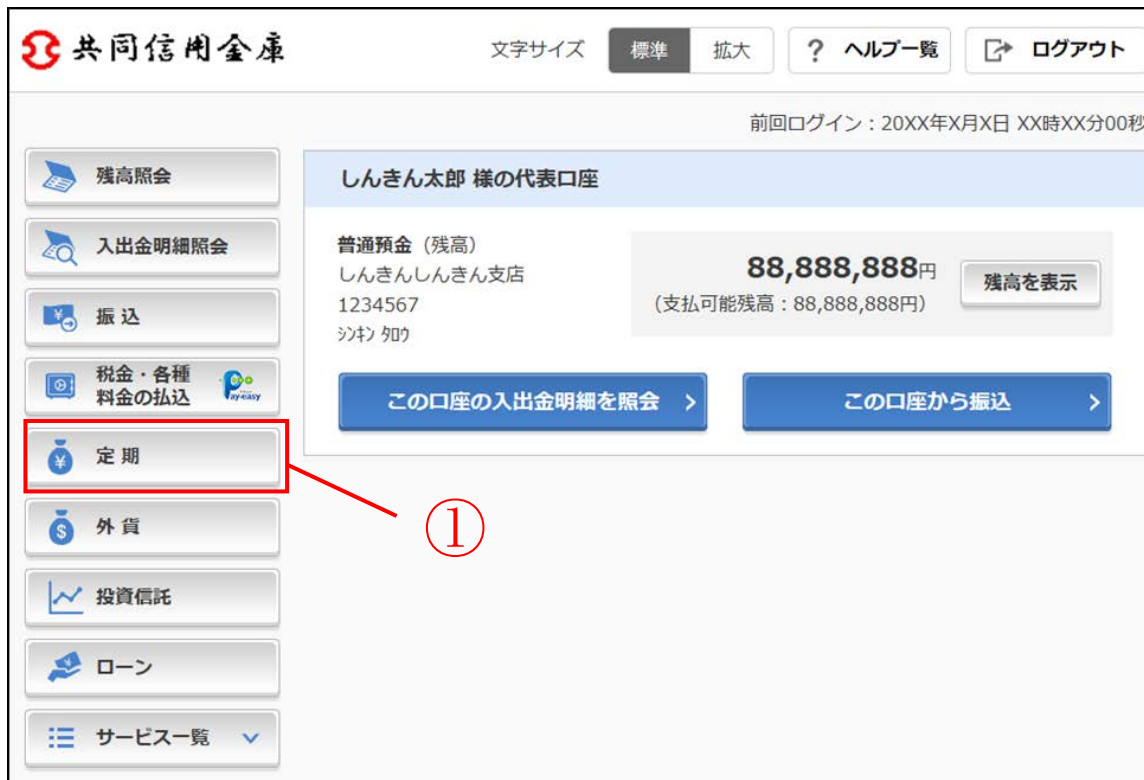 共同信用金庫
文字サイズ 標準 拡大 ? ヘルプ一覧 ログアウト
前回ログイン:20XX年X月X日 XX時XX分00秒
残高照会
入出金明細照会
振込
税金・各種
料金の払込
Pay-easy
定期
外貨
投資信託
ローン
サービス一覧
しんきん太郎 様の代表口座
普通預金(残高)
しんきんしんきん支店
1234567
シンキン タロウ
88,888,888円
(支払可能残高:88,888,888円)
残高を表示
この口座の入出金明細を照会
この口座から振込
①